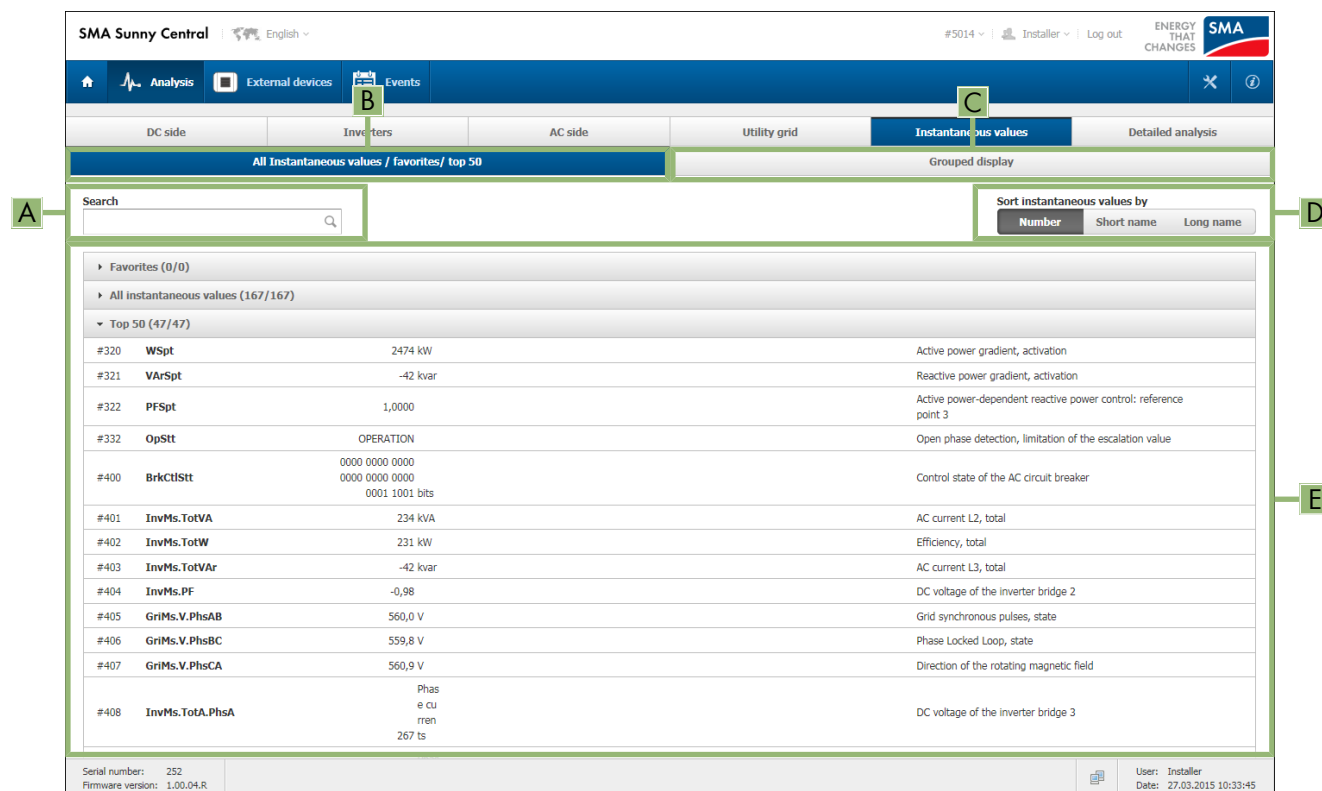 SMA Sunny Central English #5014 Installer Log out ENERGY THAT CHANGES SMA
Analysis External devices Events
B
C
DC side Inverters AC side Utility grid Instantaneous values Detailed analysis
All Instantaneous values / favorites/ top 50 Grouped display
A
Search Sort instantaneous values by
Number Short name Long name
D
Favorites (0/0)
All instantaneous values (167/167)
Top 50 (47/47)
#320 WSpt 2474 kW Active power gradient, activation
#321 VArSpt -42 kvar Reactive power gradient, activation
#322 PFSpt 1,0000 Active power-dependent reactive power control: reference
point 3
#332 OpStt OPERATION Open phase detection, limitation of the escalation value
0000 0000 0000
#400 BrkCtlStt 0000 0000 0000 Control state of the AC circuit breaker
0001 1001 bits
E
#401 InvMs.TotVA 234 kVA AC current L2, total
#402 InvMs.TotW 231 kW Efficiency, total
#403 InvMs.TotVAr -42 kvar AC current L3, total
#404 InvMs.PF -0,98 DC voltage of the inverter bridge 2
#405 GriMs.V.PhsAB 560,0 V Grid synchronous pulses, state
#406 GriMs.V.PhsBC 559,8 V Phase Locked Loop, state
#407 GriMs.V.PhsCA 560,9 V Direction of the rotating magnetic field
Phas
e cu
#408 InvMs.TotA.PhsA rren DC voltage of the inverter bridge 3
267 ts
Serial number: 252 User: Installer
Firmware version: 1.00.04.R Date: 27.03.2015 10:33:45